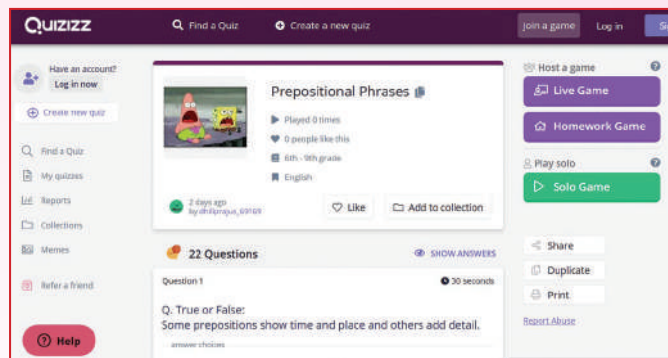 QUIZIZZ
Find a Quiz
Create a new quiz
Join a game
Log in
Have an account?
Log in now
Create new quiz
Find a Quiz
My quizzes
Reports
Collections
Memes
Refer a friend
Help
Prepositional Phrases
Played 0 times
0 people like this
6th - 9th grade
English
2 days ago
Like
Add to collection
22 Questions
SHOW ANSWERS
Question 1
30 seconds
Q. True or False:
Some prepositions show time and place and others add detail.
answer choices
Host a game
Live Game
Homework Game
Play solo
Solo Game
Share
Duplicate
Print
Report Abuse